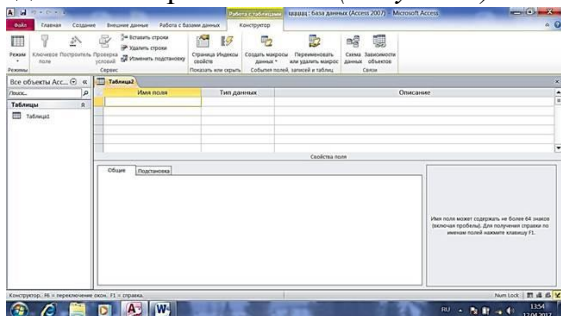 Работа с таблицами
база данных (Access 2007) - Microsoft Access
Файл Главная Создание Внешние данные Работа с базами данных Конструктор
Режим Ключевое поле Построитель Проверка условий
Вставить строки
Удалить строки
Изменить подстановку
Страница свойств Индексы
Создать макросы данных
Переименовать или удалить макрос
Схема данных Зависимости объектов
Режимы Сервис Показать или скрыть События полей, записей и таблиц Связи
Все объекты Acc...
Поиск...
Таблицы
Таблица1
Таблица2
Имя поля Тип данных Описание
Свойства поля
Общие Подстановка
Имя поля может содержать не более 64 знаков
(включая пробелы). Для получения справки по
именам полей нажмите клавишу F1.
Конструктор. F6 = переключение окон. F1 = справка.
Num Lock
RU
13:54
12.04.2017